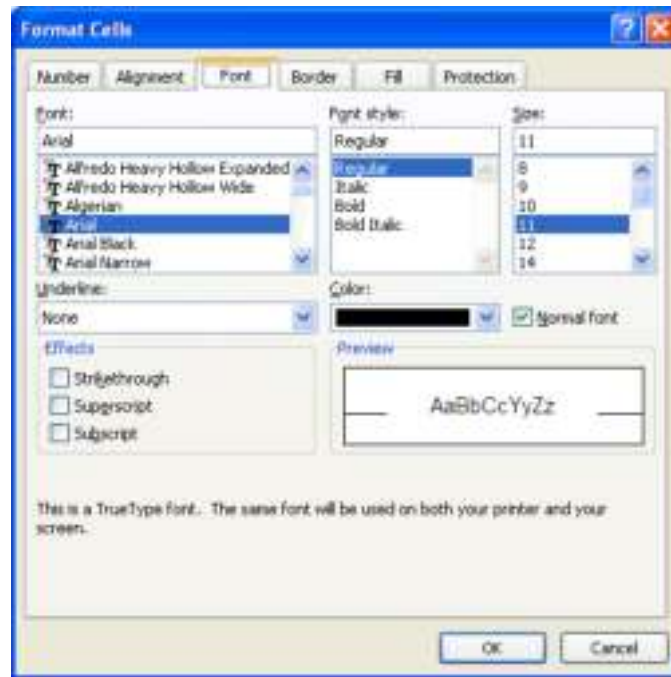 Format Cells
Number Alignment Font Border Fill Protection
Font: Font style: Size:
Arial Regular 11
Alfredo Heavy Hollow Expanded Regular 8
Alfredo Heavy Hollow Wide Italic 9
Algerian Bold 10
Arial Bold Italic 11
Arial Black 12
Arial Narrow 14
Underline: Color:
None Normal font
Effects Preview
Strikethrough
Superscript AaBbCcYyZz
Subscript
This is a TrueType font. The same font will be used on both your printer and your
screen.
OK Cancel